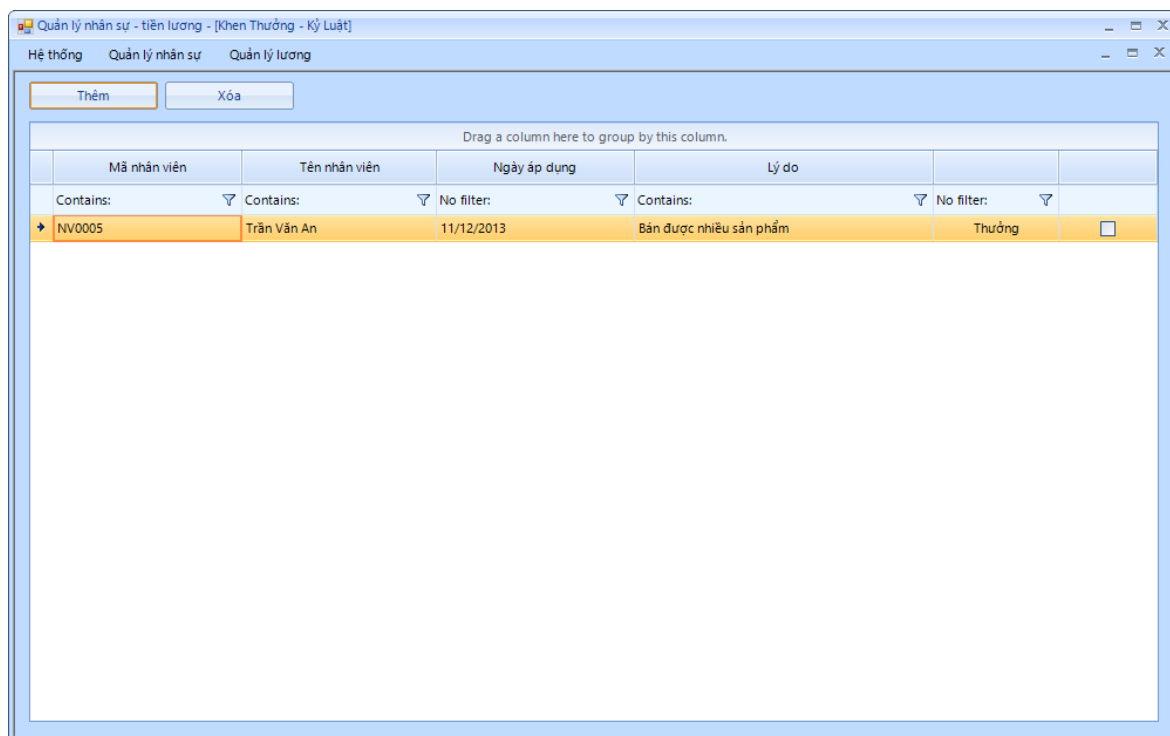 Quản lý nhân sự - tiền lương - [Khen Thưởng - Kỷ Luật]
Hệ thống Quản lý nhân sự Quản lý lương
Thêm Xóa
Drag a column here to group by this column.
Mã nhân viên Tên nhân viên Ngày áp dụng Lý do
Contains: Contains: No filter: Contains: No filter:
NV0005 Trần Văn An 11/12/2013 Bán được nhiều sản phẩm Thưởng